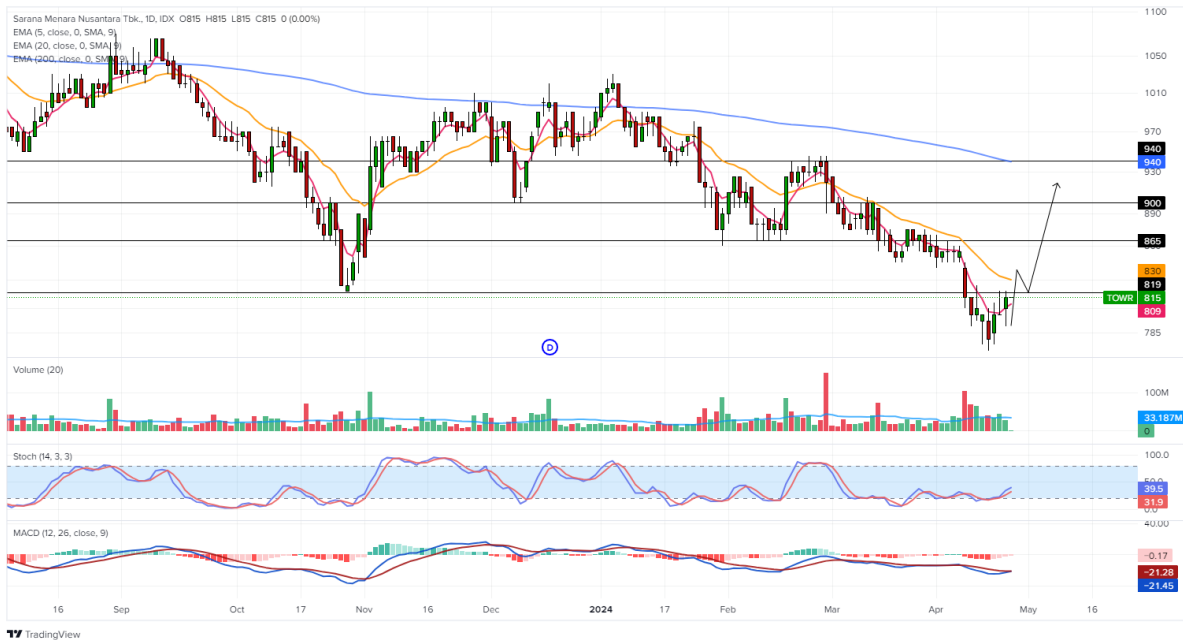 Sarana Menara Nusantara Tbk., 1D, IDX O815 H815 L815 C815 0 (0.00%)
EMA (5, close, 0, SMA, 9)
EMA (20, close, 0, SMA, 9)
EMA (200, close, 0, SMA, 9)
1100
1050
1010
970
940
940
930
900
890
865
830
819
TOWR 815
809
785
D
Volume (20)
100M
33.187M
0
Stoch (14, 3, 3)
100.0
39.5
31.9
0.0
MACD (12, 26, close, 9)
40.00
-0.17
-21.28
-21.45
16 Sep Oct 17 Nov 16 Dec 2024 17 Feb Mar Apr May 16
TradingView